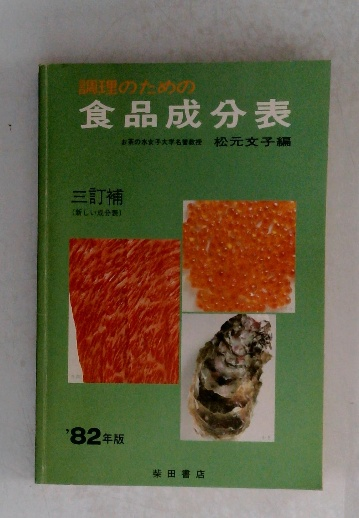 調理のための
食品成分表
お茶の水女子大学名誉教授 松元文子編
三訂補
(新しい成分表)
'82年版
柴田書店